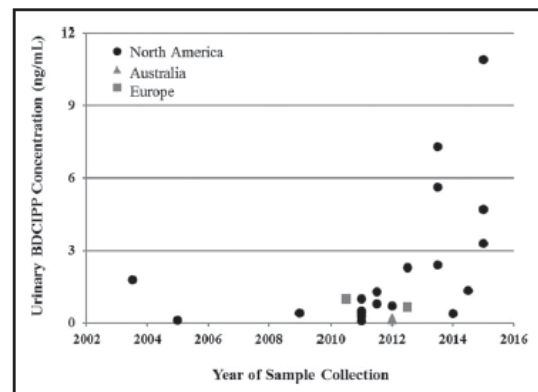 12
9
6
3
0
Urinary BDCIPP Concentration (ng/mL)
North America
Australia
Europe
2002 2004 2006 2008 2010 2012 2014 2016
Year of Sample Collection